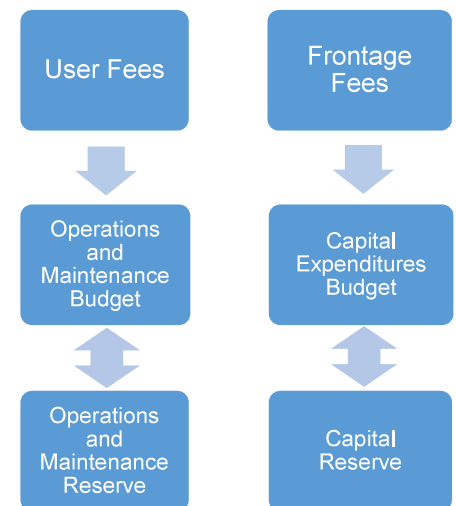 User Fees
Frontage
Fees
Operations
and
Maintenance
Budget
Capital
Expenditures
Budget
Operations
and
Maintenance
Reserve
Capital
Reserve